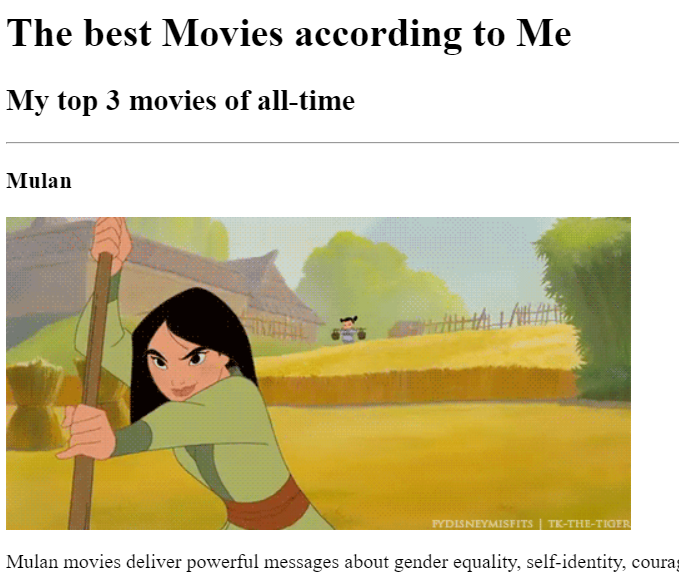 The best Movies according to Me
My top 3 movies of all-time
Mulan
FYDISNEYMISFITS | TK-THE-TIGER
Mulan movies deliver powerful messages about gender equality, self-identity, courag